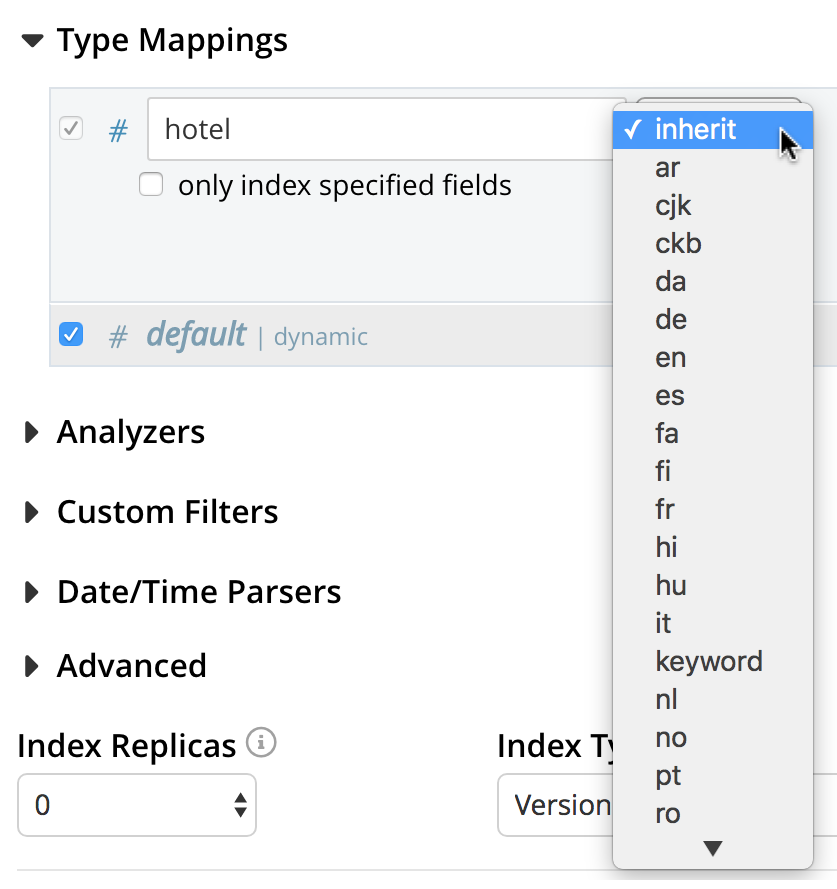 Type Mappings
# hotel
✓ inherit
only index specified fields
ar
cjk
ckb
da
# default | dynamic
de
en
es
fa
Analyzers
fi
fr
Custom Filters
hi
hu
Date/Time Parsers
it
keyword
Advanced
nl
no
Index Replicas i
Index Ty
pt
ro
0
Version